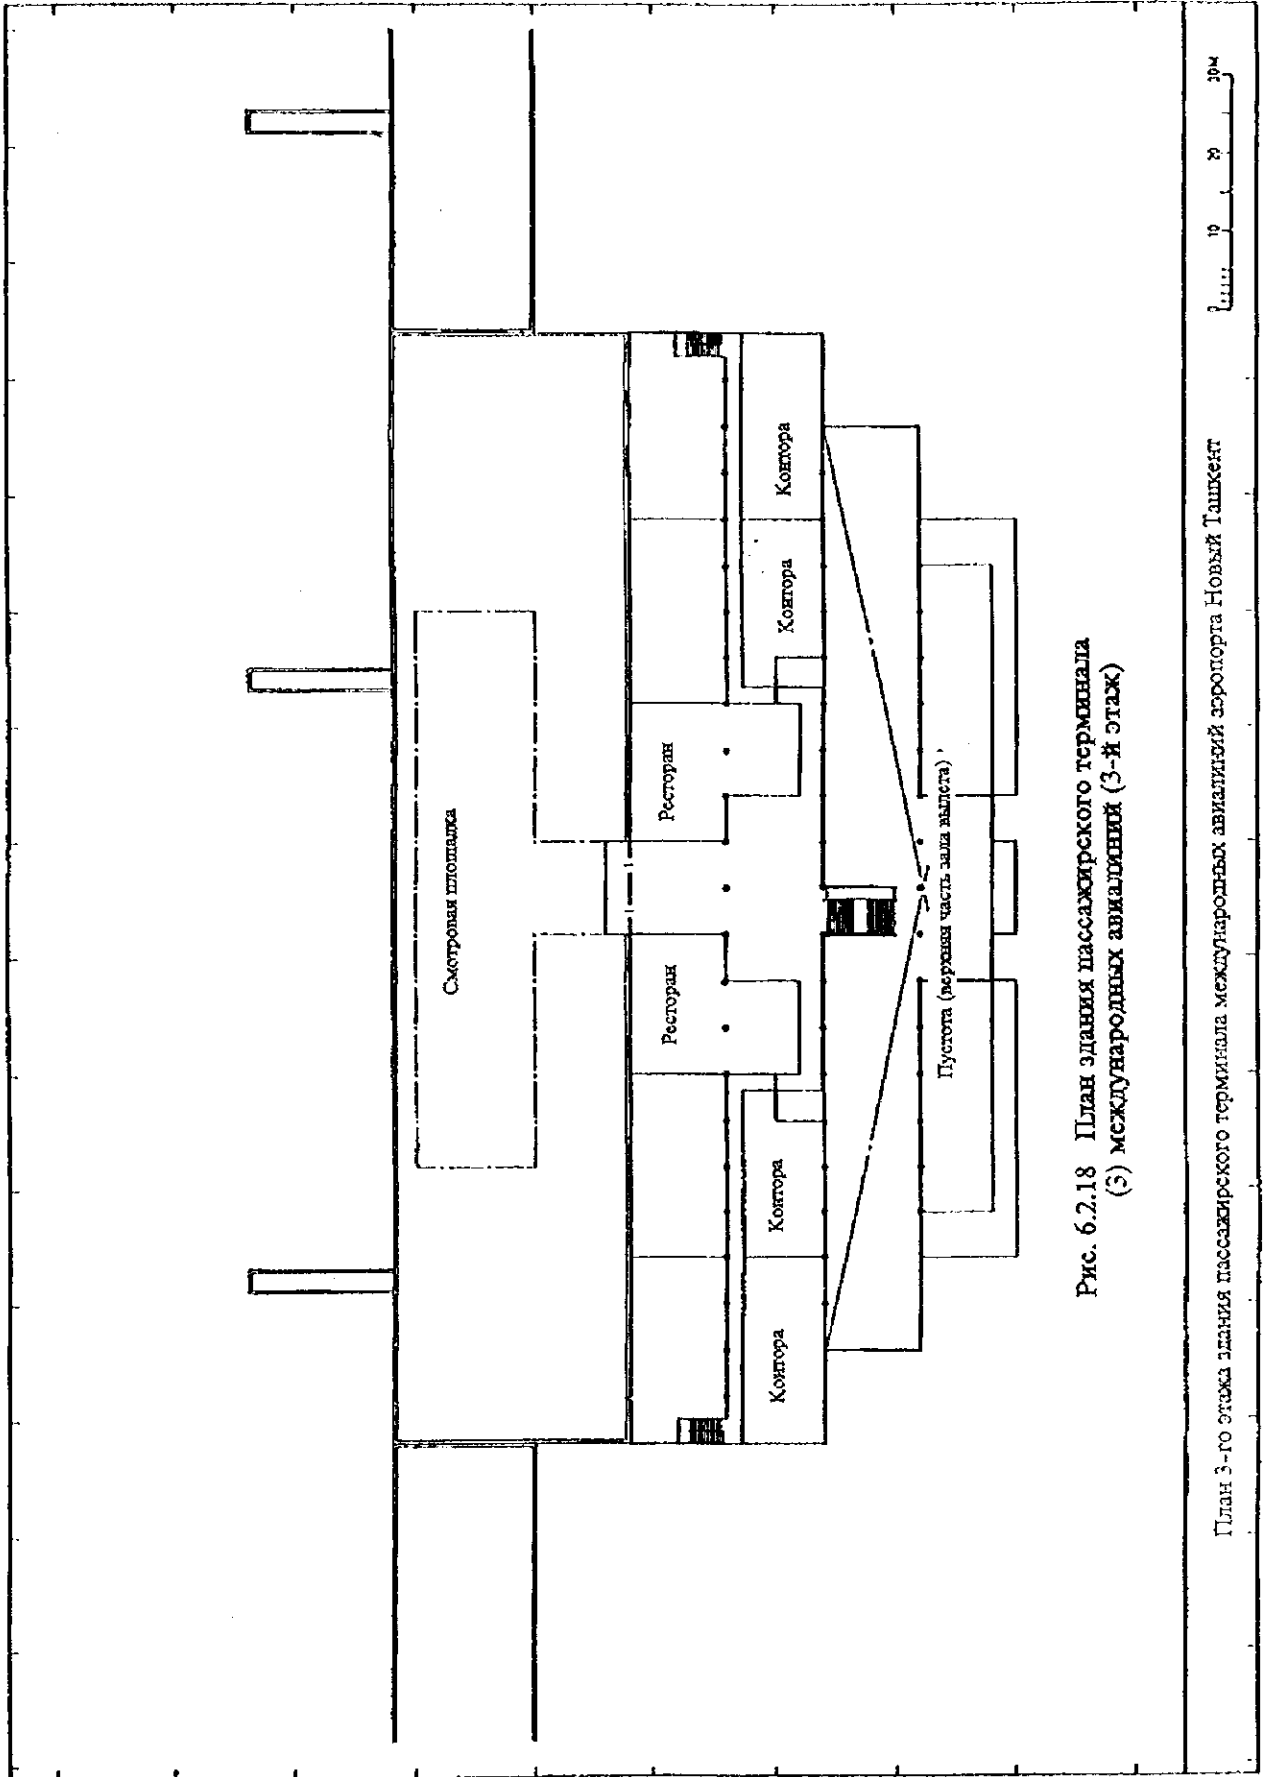 Смотровая площадка
Ресторан
Ресторан
Контора
Контора
Контора
Контора
Пустота (верхняя часть зала вылета)
Рис. 6.2.18 План здания пассажирского терминала
(3) международных авиалиний (3-й этаж)
План 3-го этажа здания пассажирского терминала международных авиалиний аэропорта Новый Ташкент
0 10 20 30м